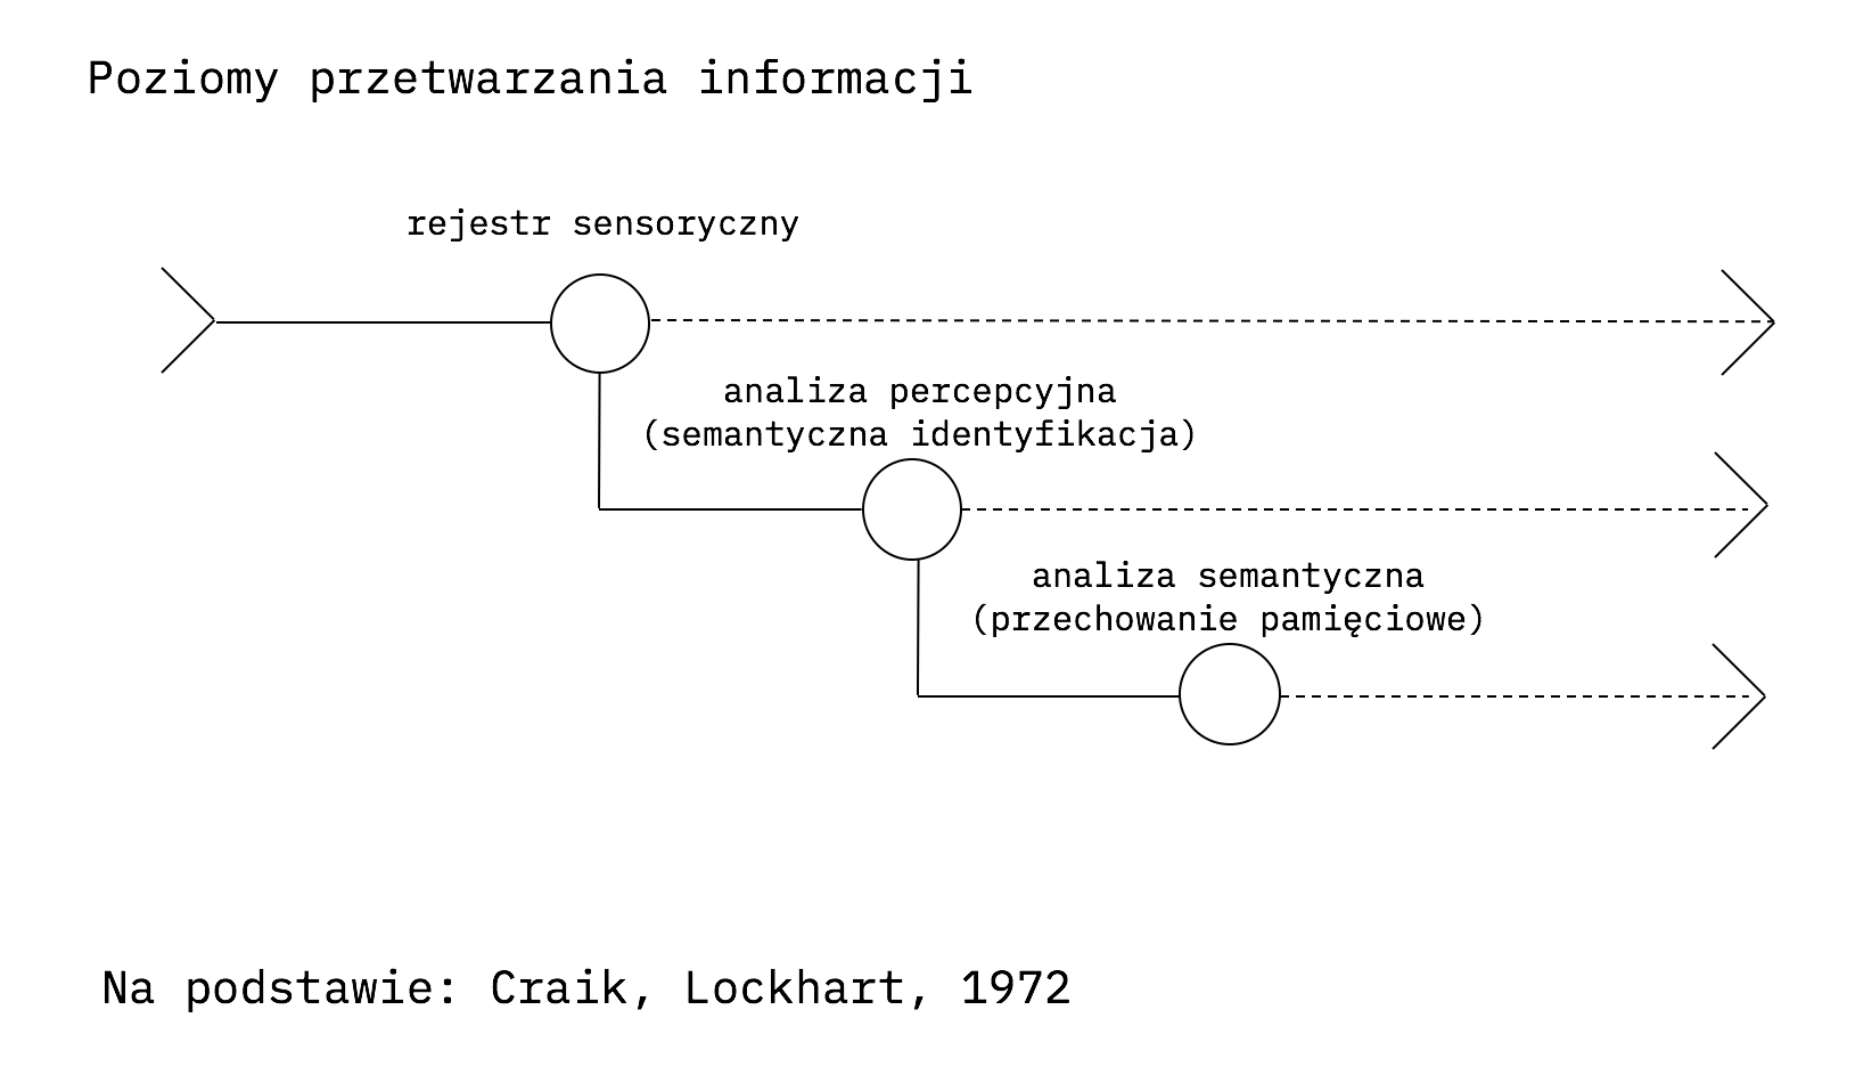 Poziomy przetwarzania informacji
rejestr sensoryczny
analiza percepcyjna
(semantyczna identyfikacja)
analiza semantyczna
(przechowanie pamięciowe)
Na podstawie: Craik, Lockhart, 1972